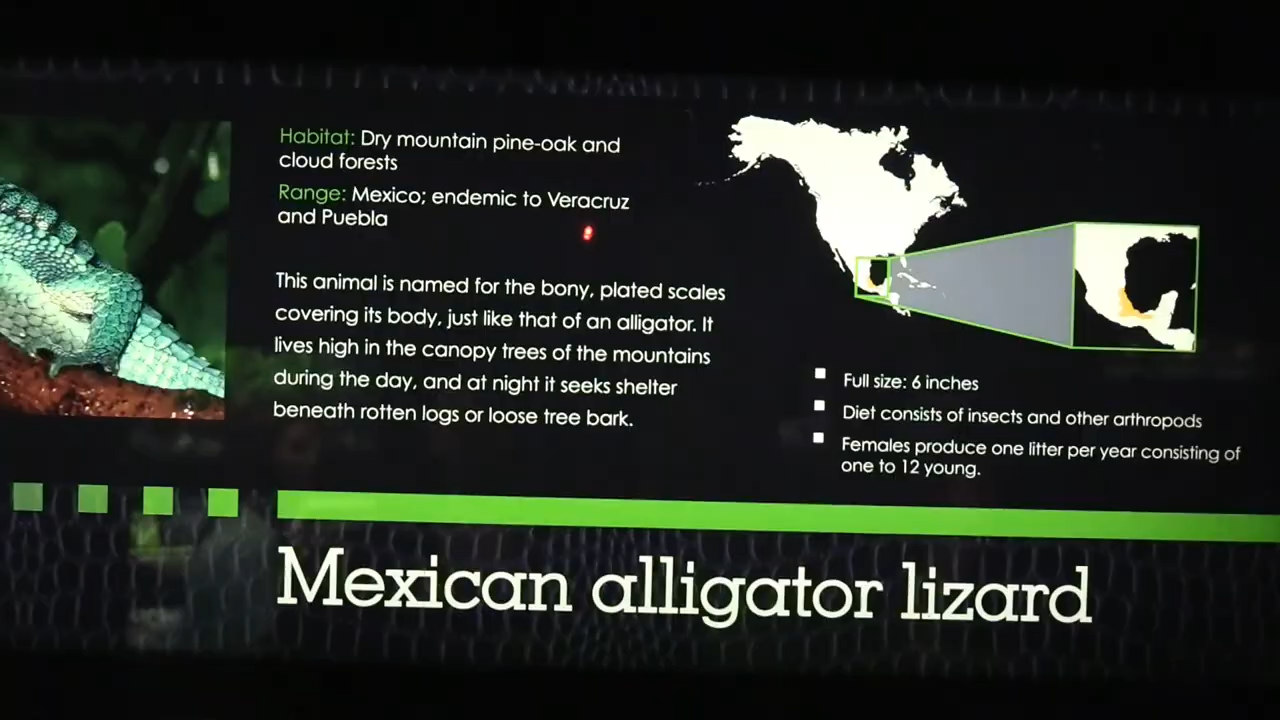 Habitat: Dry mountain pine-oak and
cloud forests
Range: Mexico; endemic to Veracruz
and Puebla
This animal is named for the bony, plated scales
covering its body, just like that of an alligator. It
lives high in the canopy trees of the mountains
during the day, and at night it seeks shelter
beneath rotten logs or loose tree bark.
Full size: 6 inches
Diet consists of insects and other arthropods
Females produce one litter per year consisting of
one to 12 young.
Mexican alligator lizard